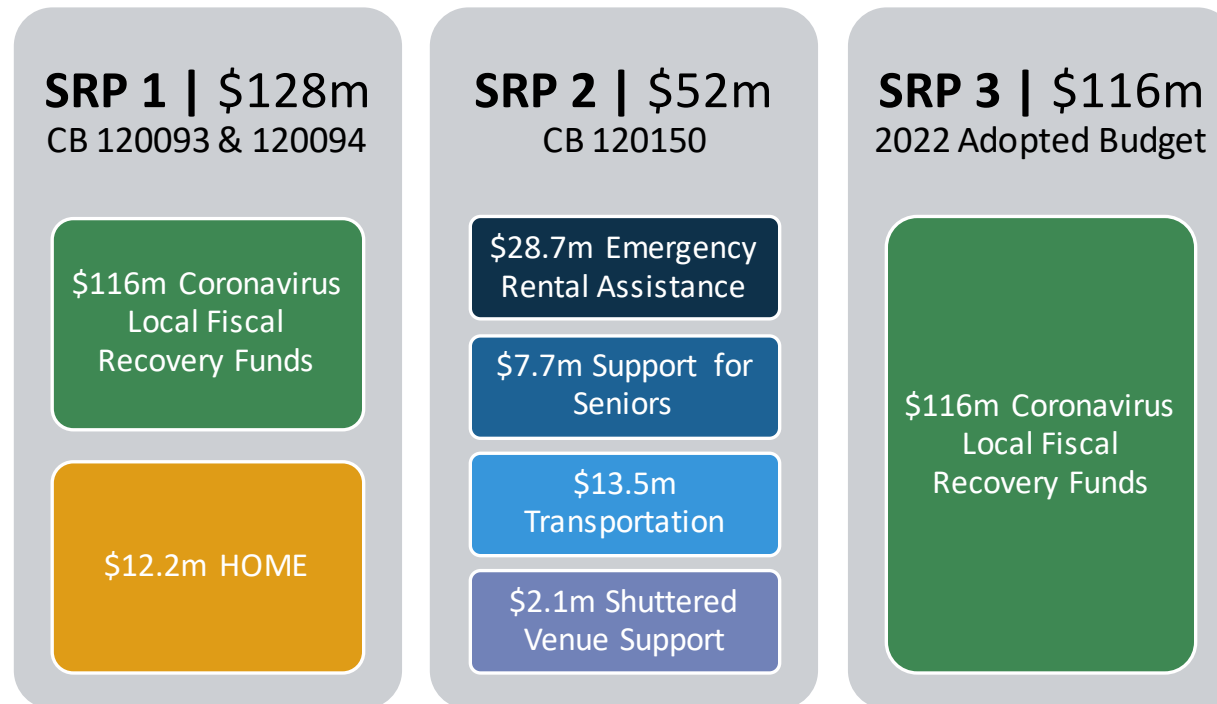 SRP 1 | $128m
CB 120093 & 120094
$116m Coronavirus
Local Fiscal
Recovery Funds
$12.2m HOME
SRP 2 | $52m
CB 120150
$28.7m Emergency
Rental Assistance
$7.7m Support for
Seniors
$13.5m
Transportation
$2.1m Shuttered
Venue Support
SRP 3 | $116m
2022 Adopted Budget
$116m Coronavirus
Local Fiscal
Recovery Funds